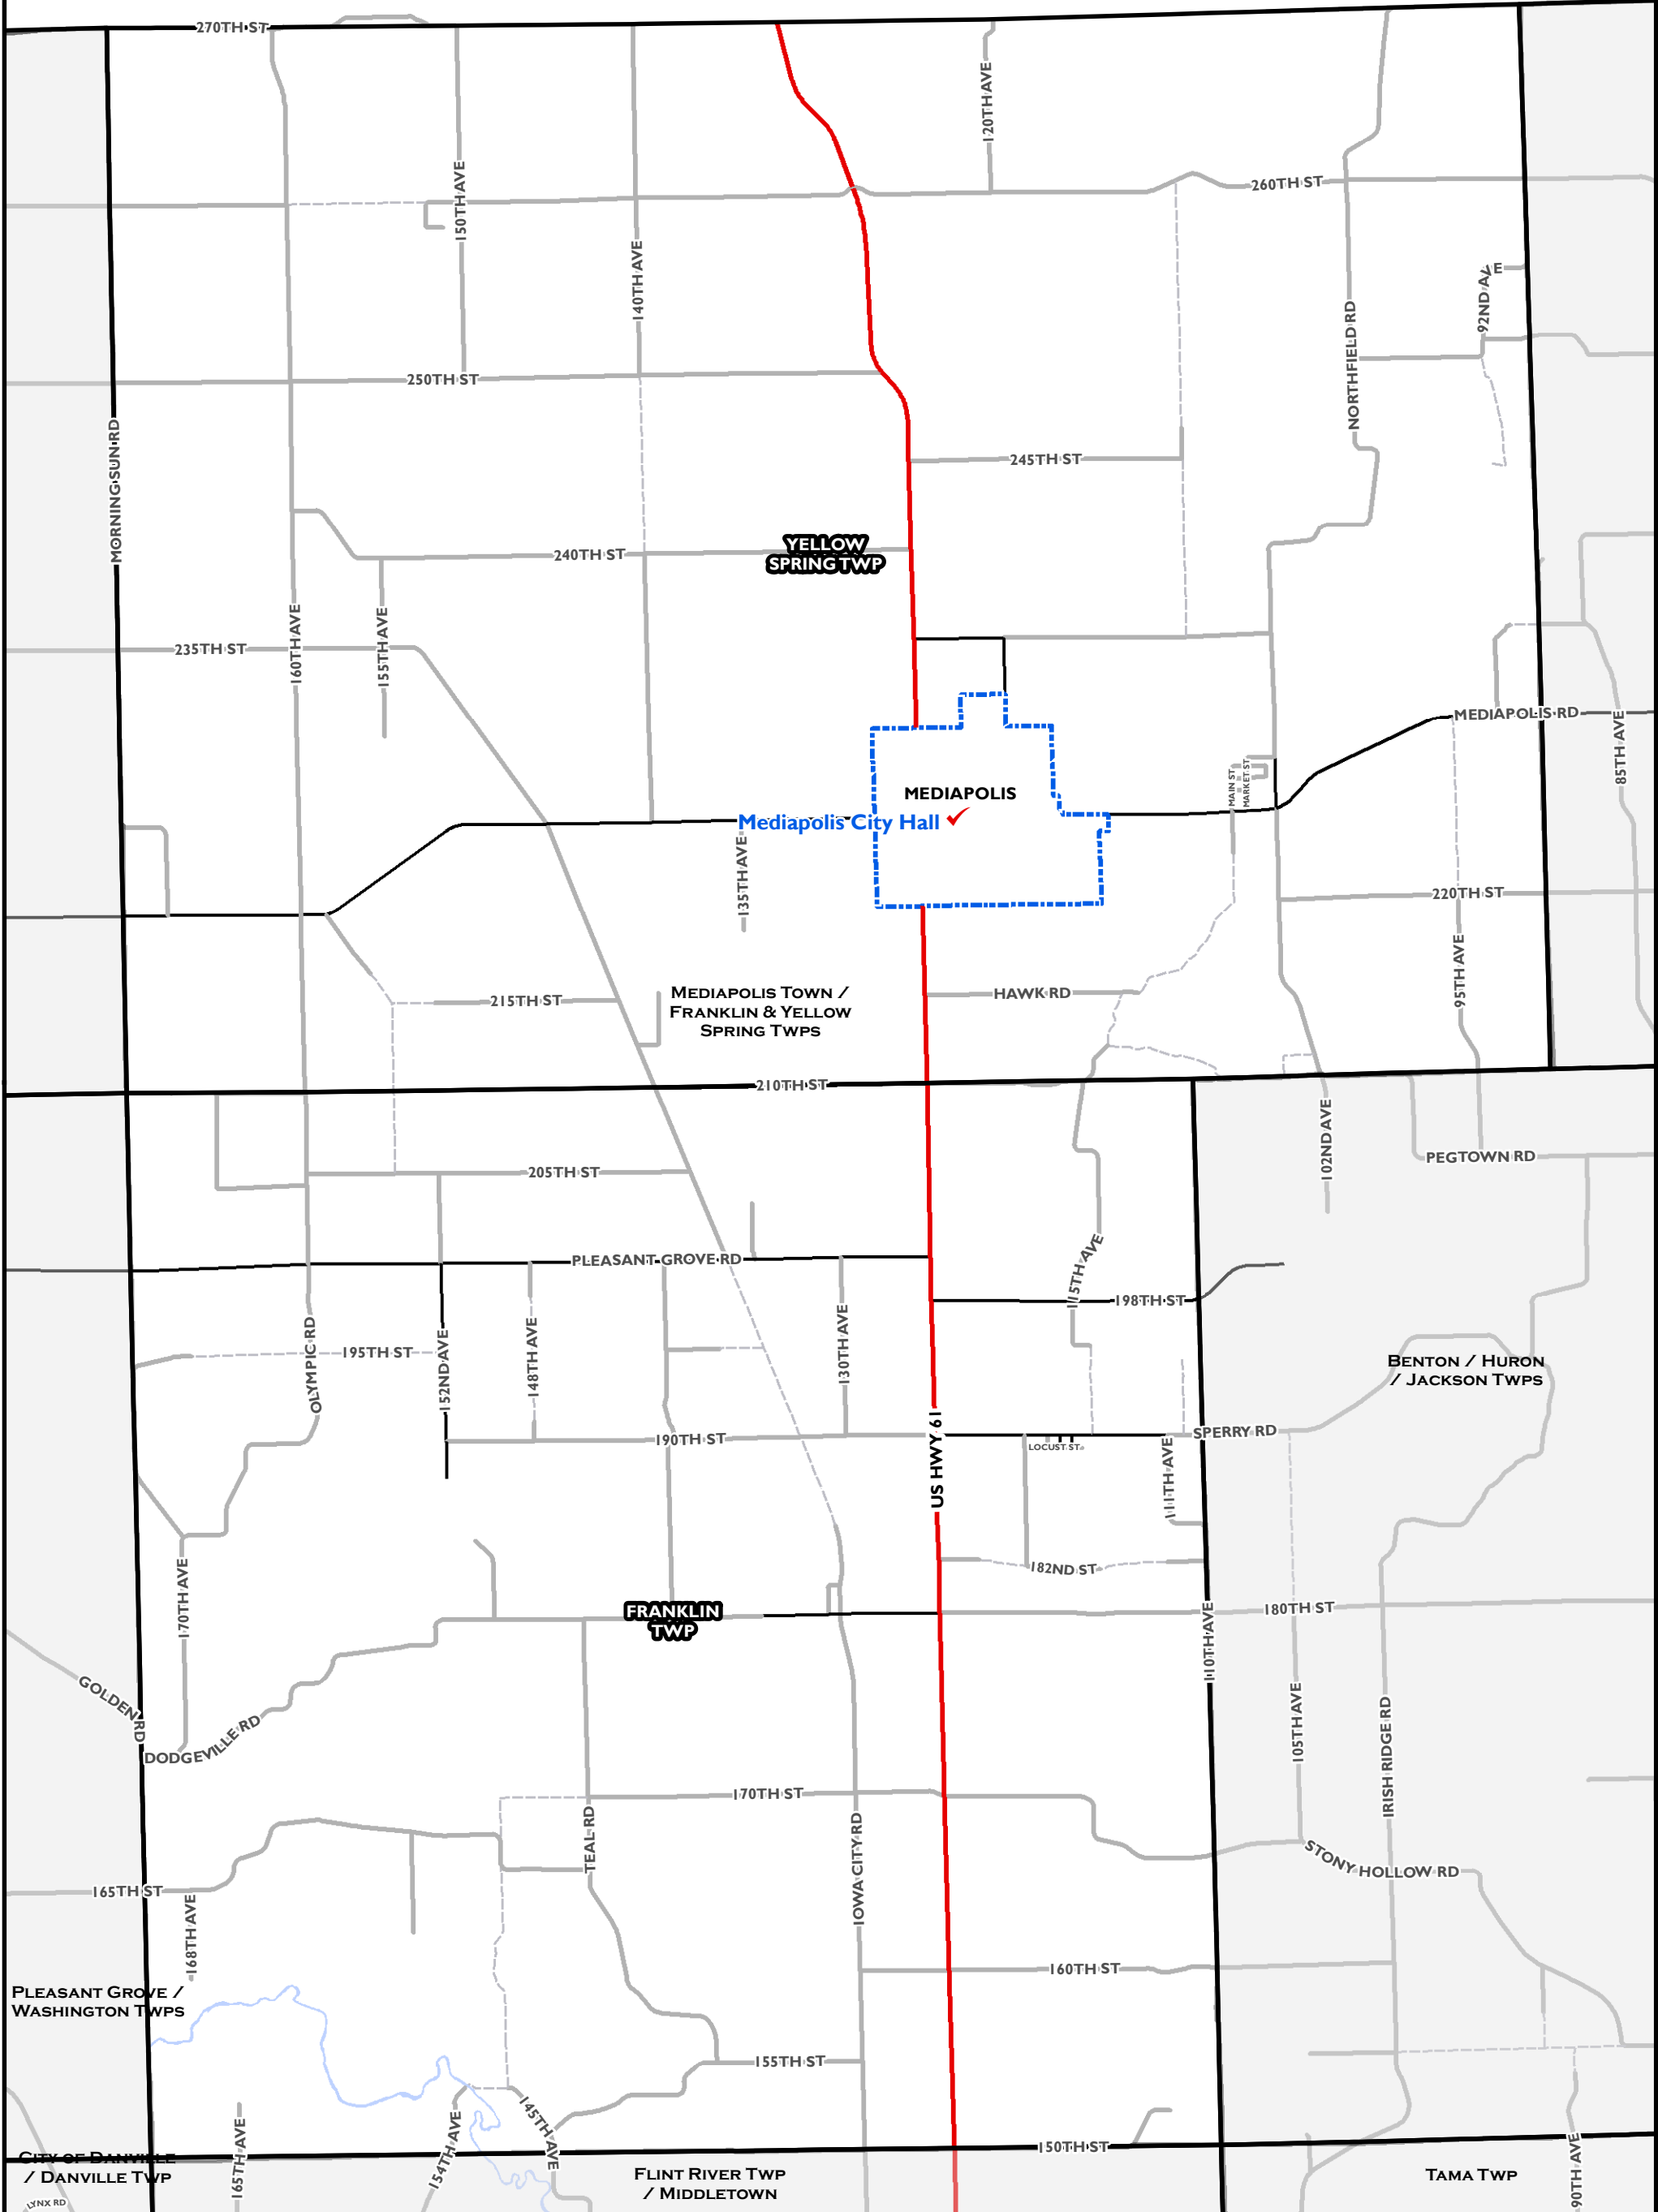 270TH ST
120TH AVE
150TH AVE
260TH ST
140TH AVE
92ND AVE
NORTHFIELD RD
250TH ST
MORNING SUN RD
245TH ST
YELLOW
SPRING TWP
240TH ST
160TH AVE
155TH AVE
235TH ST
MEDIAPOLIS RD
85TH AVE
MAIN ST
MARKET ST
MEDIAPOLIS
Mediapolis City Hall
135TH AVE
220TH ST
95TH AVE
215TH ST
MEDIAPOLIS TOWN /
FRANKLIN & YELLOW
SPRING TWPS
HAWK RD
210TH ST
102ND AVE
PEGTOWN RD
205TH ST
PLEASANT GROVE RD
115TH AVE
198TH ST
OLYMPIC RD
195TH ST
152ND AVE
148TH AVE
130TH AVE
BENTON / HURON
/ JACKSON TWPS
190TH ST
US HWY 61
LOCUST ST
SPERRY RD
111TH AVE
182ND ST
170TH AVE
FRANKLIN
TWP
180TH ST
110TH AVE
GOLDEN RD
DODGEVILLE RD
105TH AVE
IRISH RIDGE RD
170TH ST
TEAL RD
IOWA CITY RD
STONY HOLLOW RD
165TH ST
168TH AVE
160TH ST
PLEASANT GROVE /
WASHINGTON TWPS
155TH ST
145TH AVE
154TH AVE
165TH AVE
150TH ST
CITY OF DANVILLE
/ DANVILLE TWP
FLINT RIVER TWP
/ MIDDLETOWN
TAMA TWP
90TH AVE
LYNX RD